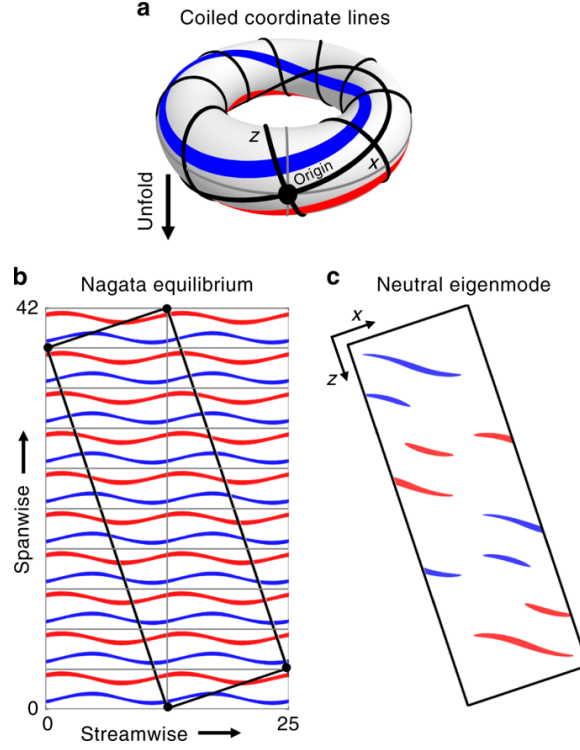 a
Coiled coordinate lines
z
x
Origin
Unfold
b
Nagata equilibrium
42
0
0
25
Spanwise
Streamwise
c
Neutral eigenmode
x
z